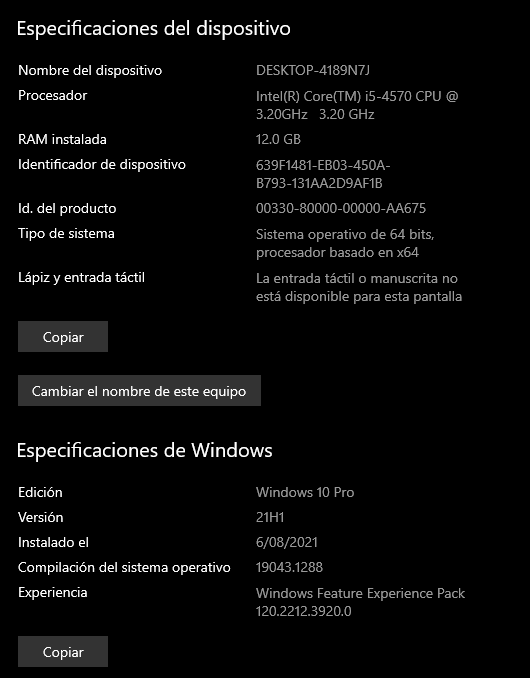 Especificaciones del dispositivo
Nombre del dispositivo DESKTOP-4189N7J
Procesador Intel(R) Core(TM) i5-4570 CPU @
3.20GHz 3.20 GHz
RAM instalada 12.0 GB
Identificador de dispositivo 639F1481-EB03-450A-
B793-131AA2D9AF1B
Id. del producto 00330-80000-00000-AA675
Tipo de sistema Sistema operativo de 64 bits,
procesador basado en x64
Lápiz y entrada táctil La entrada táctil o manuscrita no
está disponible para esta pantalla
Copiar
Cambiar el nombre de este equipo
Especificaciones de Windows
Edición Windows 10 Pro
Versión 21H1
Instalado el 6/08/2021
Compilación del sistema operativo 19043.1288
Experiencia Windows Feature Experience Pack
120.2212.3920.0
Copiar